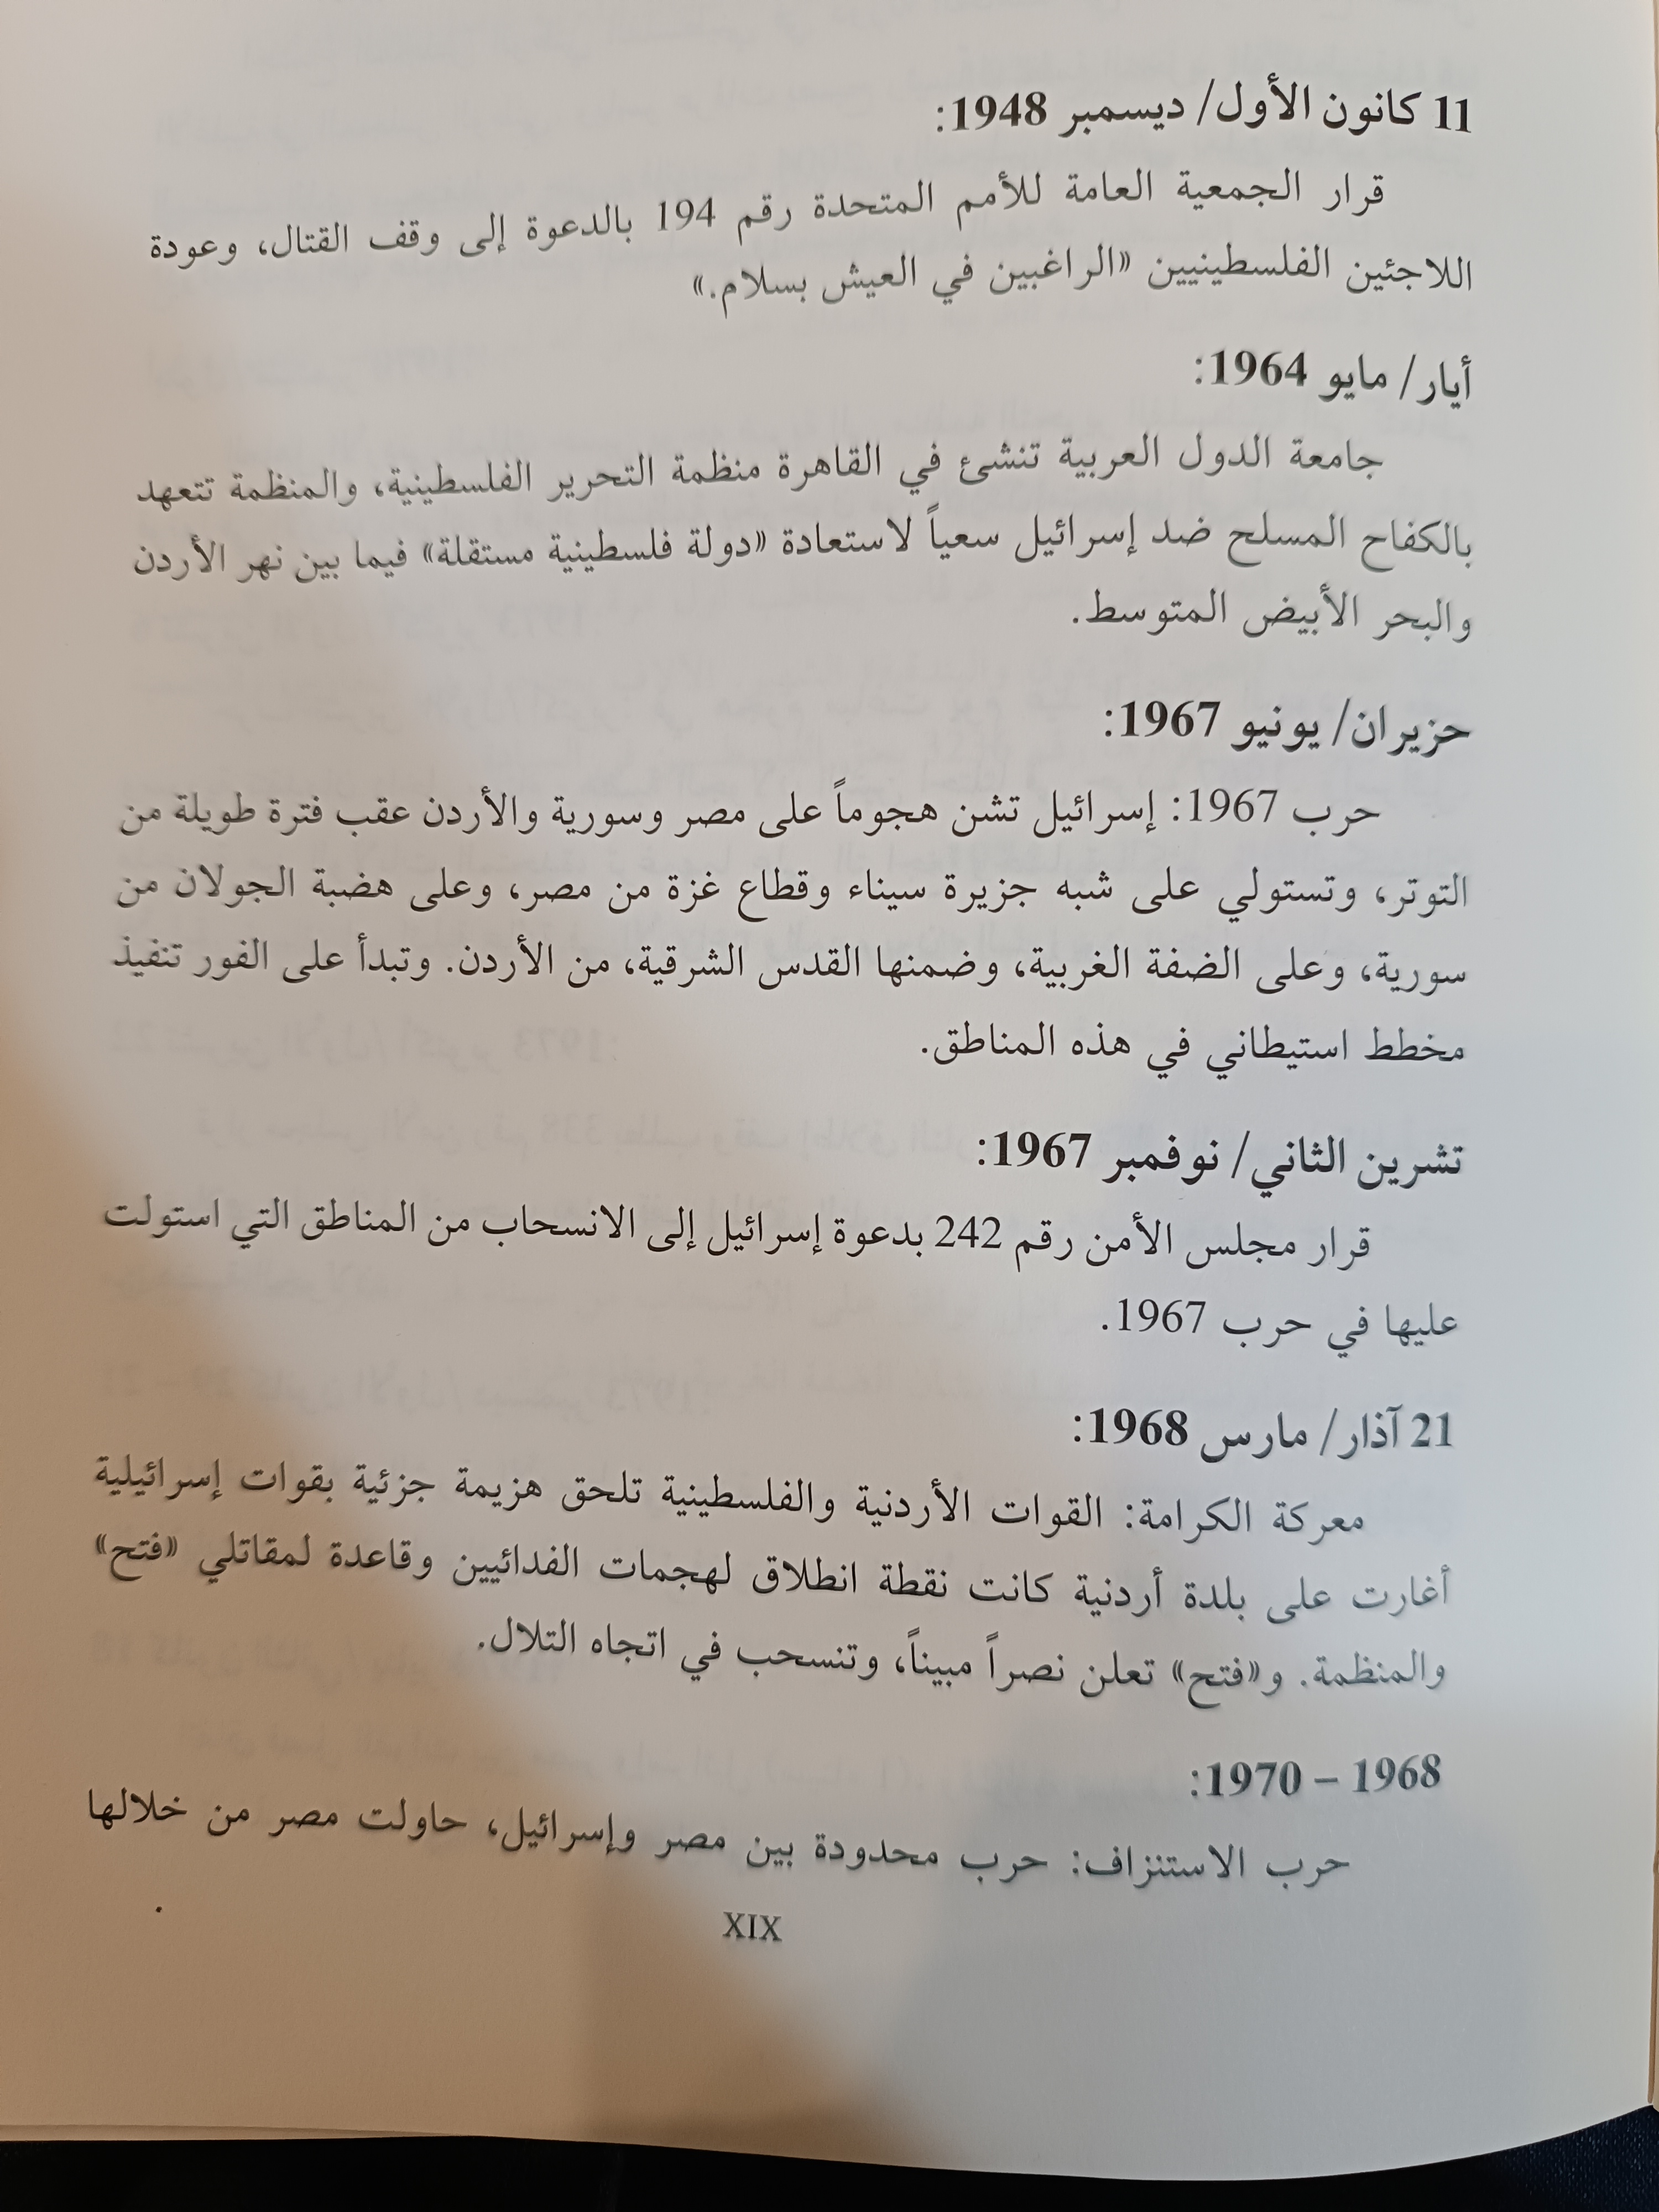 11 كانون الأول/ ديسمبر 1948:
قرار الجمعية العامة للأمم المتحدة رقم 194 بالدعوة إلى وقف القتال، وعودة
اللاجئين الفلسطينيين «الراغبين في العيش بسلام.»
أيار/ مايو 1964:
جامعة الدول العربية تنشئ في القاهرة منظمة التحرير الفلسطينية، والمنظمة تتعهد
بالكفاح المسلح ضد إسرائيل سعياً لاستعادة «دولة فلسطينية مستقلة» فيما بين نهر الأردن
والبحر الأبيض المتوسط.
حزيران/ يونيو 1967:
حرب 1967: إسرائيل تشن هجوماً على مصر وسورية والأردن عقب فترة طويلة من
التوتر، وتستولي على شبه جزيرة سيناء وقطاع غزة من مصر، وعلى هضبة الجولان من
سورية، وعلى الضفة الغربية، وضمنها القدس الشرقية، من الأردن. وتبدأ على الفور تنفيذ
مخطط استيطاني في هذه المناطق.
تشرين الثاني/ نوفمبر 1967:
قرار مجلس الأمن رقم 242 بدعوة إسرائيل إلى الانسحاب من المناطق التي استولت
عليها في حرب 1967.
21 آذار/ مارس 1968:
معركة الكرامة: القوات الأردنية والفلسطينية تلحق هزيمة جزئية بقوات إسرائيلية
أغارت على بلدة أردنية كانت نقطة انطلاق لهجمات الفدائيين وقاعدة لمقاتلي «فتح»
والمنظمة. و«فتح» تعلن نصراً مبيناً، وتنسحب في اتجاه التلال.
1968 – 1970:
حرب الاستنزاف: حرب محدودة بين مصر وإسرائيل، حاولت مصر من خلالها
XIX